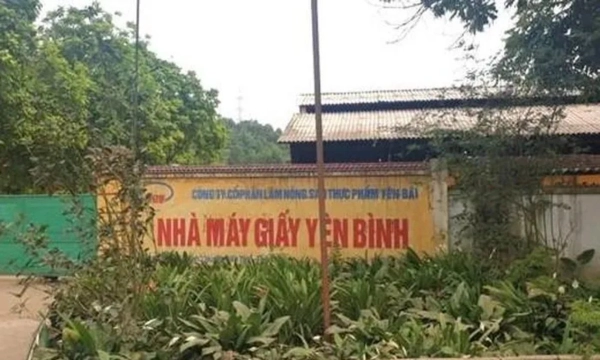 CÔNG TY CỔ PHẦN LÂM NÔNG SẢN THỰC PHẨM YÊN BÁI
NHÀ MÁY GIẤY YÊN BÌNH